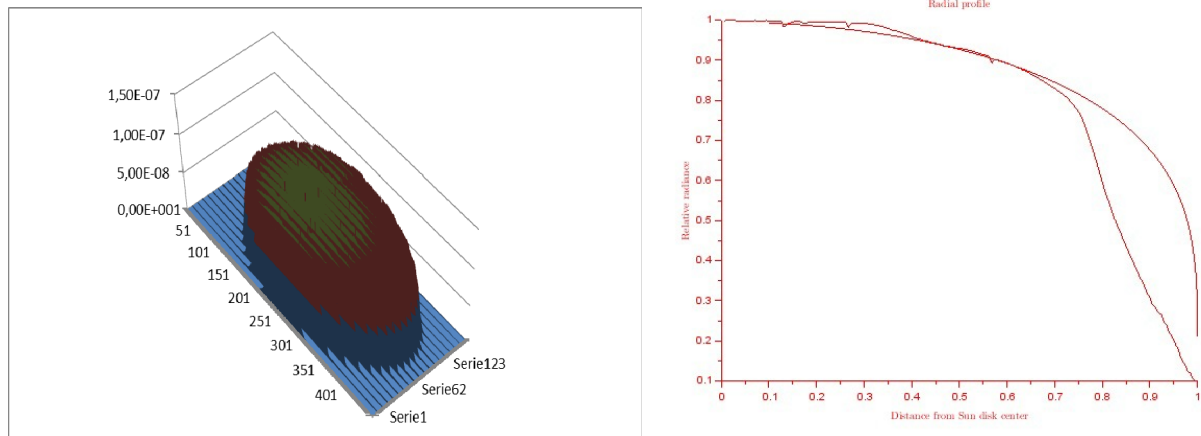 1,50E-07
1,00E-07
5,00E-08
0,00E+001
51
101
151
201
251
301
351
401
Serie123
Serie62
Serie1
Radial profile
1
0.9
0.8
0.7
0.6
0.5
0.4
0.3
0.2
0.1
Relative radiance
0 0.1 0.2 0.3 0.4 0.5 0.6 0.7 0.8 0.9 1
Distance from Sun disk center